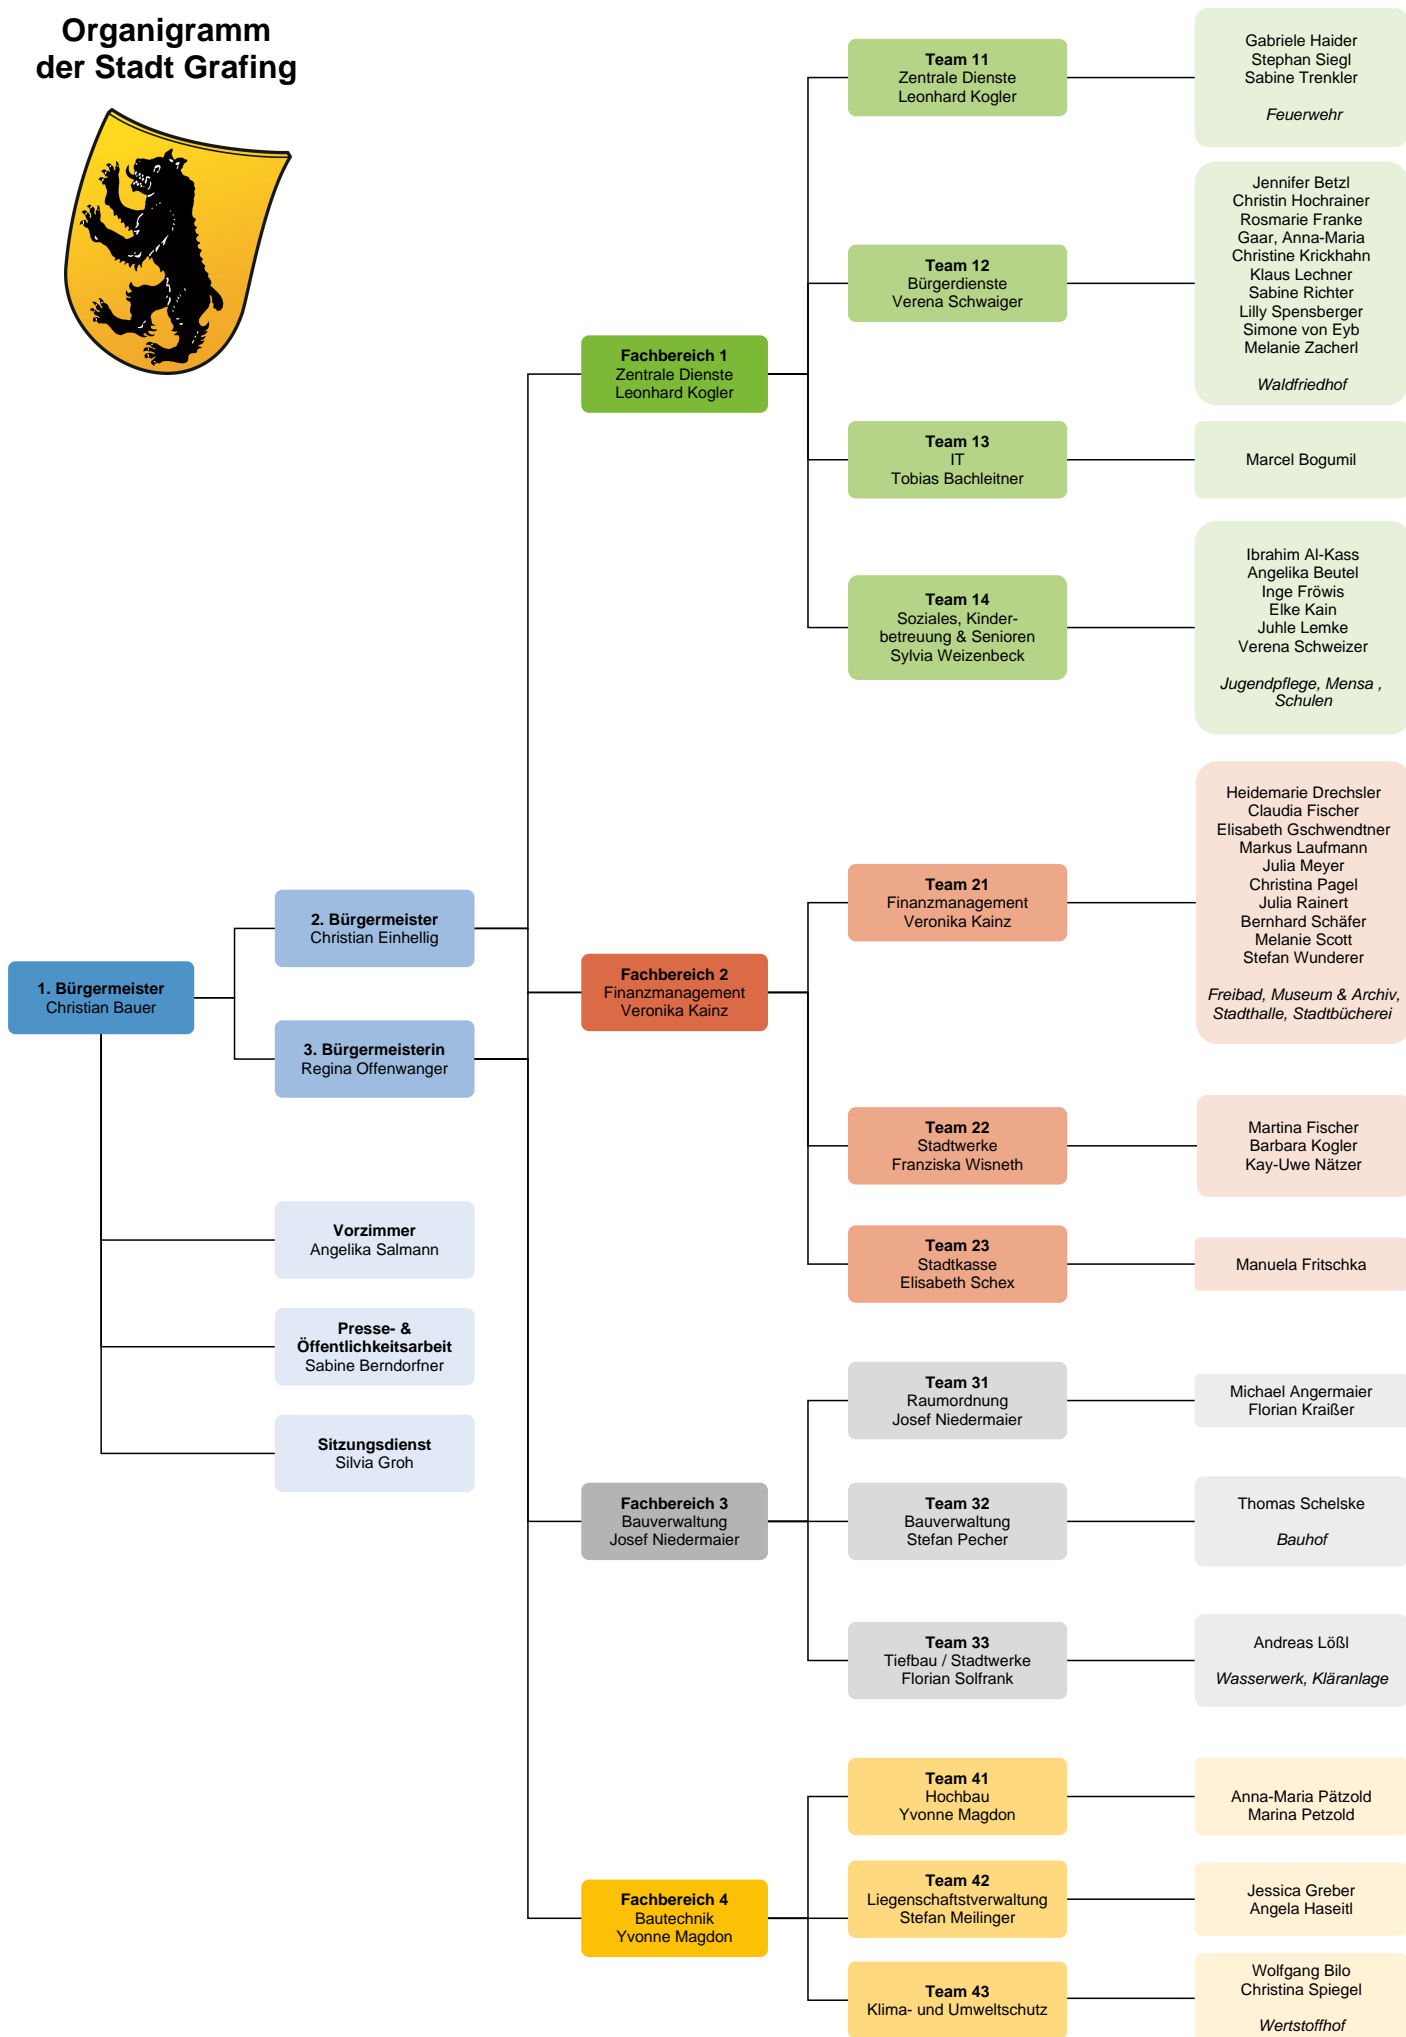 Organigramm
der Stadt Grafing
1. Bürgermeister
Christian Bauer
2. Bürgermeister
Christian Einhellig
3. Bürgermeisterin
Regina Offenwanger
Vorzimmer
Angelika Salmann
Presse- &
Öffentlichkeitsarbeit
Sabine Berndorfner
Sitzungsdienst
Silvia Groh
Fachbereich 1
Zentrale Dienste
Leonhard Kogler
Team 11
Zentrale Dienste
Leonhard Kogler
Gabriele Haider
Stephan Siegl
Sabine Trenkler
Feuerwehr
Team 12
Bürgerdienste
Verena Schwaiger
Jennifer Betzl
Christin Hochrainer
Rosmarie Franke
Gaar, Anna-Maria
Christine Krickhahn
Klaus Lechner
Sabine Richter
Lilly Spensberger
Simone von Eyb
Melanie Zacherl
Waldfriedhof
Team 13
IT
Tobias Bachleitner
Marcel Bogumil
Team 14
Soziales, Kinder-
betreuung & Senioren
Sylvia Weizenbeck
Ibrahim Al-Kass
Angelika Beutel
Inge Fröwis
Elke Kain
Juhle Lemke
Verena Schweizer
Jugendpflege, Mensa ,
Schulen
Fachbereich 2
Finanzmanagement
Veronika Kainz
Team 21
Finanzmanagement
Veronika Kainz
Heidemarie Drechsler
Claudia Fischer
Elisabeth Gschwendtner
Markus Laufmann
Julia Meyer
Christina Pagel
Julia Rainert
Bernhard Schäfer
Melanie Scott
Stefan Wunderer
Freibad, Museum & Archiv,
Stadthalle, Stadtbücherei
Team 22
Stadtwerke
Franziska Wisneth
Martina Fischer
Barbara Kogler
Kay-Uwe Nätzer
Team 23
Stadtkasse
Elisabeth Schex
Manuela Fritschka
Fachbereich 3
Bauverwaltung
Josef Niedermaier
Team 31
Raumordnung
Josef Niedermaier
Michael Angermaier
Florian Kraißer
Team 32
Bauverwaltung
Stefan Pecher
Thomas Schelske
Bauhof
Team 33
Tiefbau / Stadtwerke
Florian Solfrank
Andreas Lößl
Wasserwerk, Kläranlage
Fachbereich 4
Bautechnik
Yvonne Magdon
Team 41
Hochbau
Yvonne Magdon
Anna-Maria Pätzold
Marina Petzold
Team 42
Liegenschaftstverwaltung
Stefan Meilinger
Jessica Greber
Angela Haseitl
Team 43
Klima- und Umweltschutz
Wolfgang Bilo
Christina Spiegel
Wertstoffhof